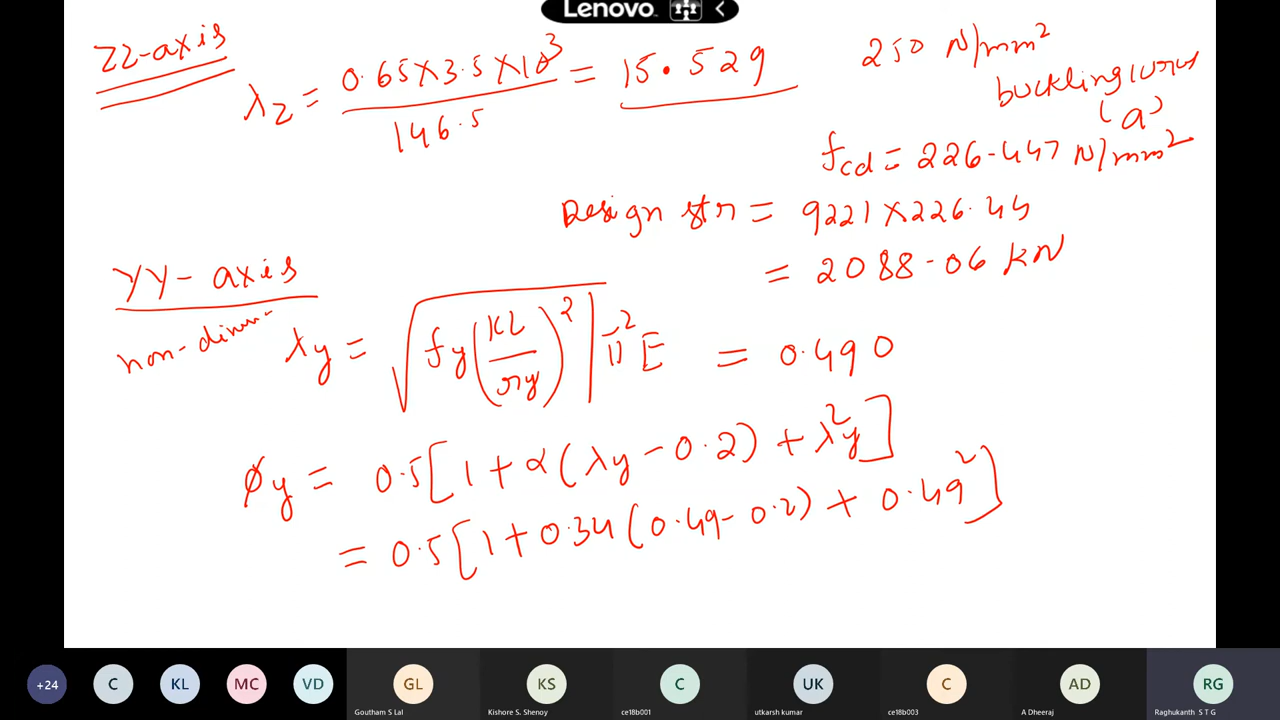 Lenovo
ZZ-axis
λz = 0.65×3.5×10³ / 146.5 = 15.529
250 N/mm²
buckling curve
(a)
fcd = 226.447 N/mm²
Design str = 9221×226.45
= 2088.06 kN
YY-axis
non-dimn-
λy = √(fy(KL/ry)² | π²E = 0.490
φy = 0.5[1+α(λy-0.2)+λ²y]
= 0.5[1+0.34(0.49-0.2)+0.49²]
+24
C
KL
MC
VD
GL
Goutham S Lal
KS
Kishore S. Shenoy
C
ce18b001
UK
utkarsh kumar
C
ce18b003
AD
A Dheeraj
RG
Raghukanth S T G